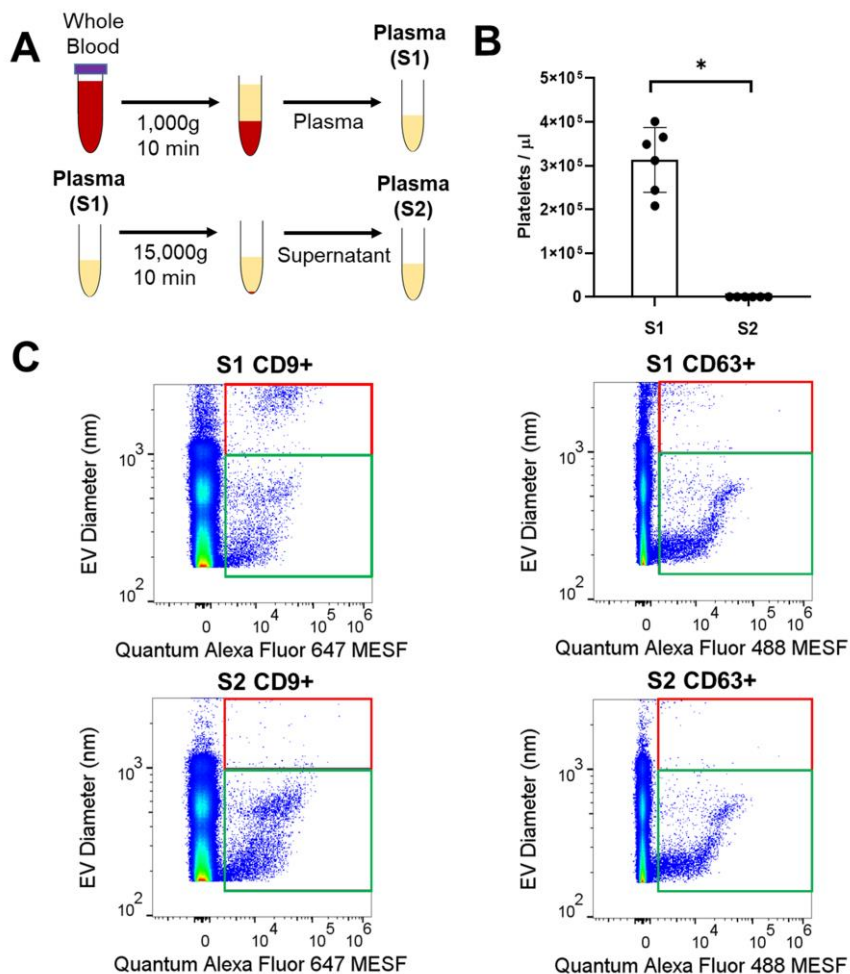 A
Whole
Blood
1,000g
10 min
Plasma
Plasma
(S1)
Plasma
(S1)
15,000g
10 min
Supernatant
Plasma
(S2)
B
*
Platelets / µl
5×10⁵
4×10⁵
3×10⁵
2×10⁵
1×10⁵
0
S1
S2
C
S1 CD9+
EV Diameter (nm)
10³
10²
0
10⁴
10⁵
10⁶
Quantum Alexa Fluor 647 MESF
S1 CD63+
EV Diameter (nm)
10³
10²
0
10⁴
10⁵
10⁶
Quantum Alexa Fluor 488 MESF
S2 CD9+
EV Diameter (nm)
10³
10²
0
10⁴
10⁵
10⁶
Quantum Alexa Fluor 647 MESF
S2 CD63+
EV Diameter (nm)
10³
10²
0
10⁴
10⁵
10⁶
Quantum Alexa Fluor 488 MESF